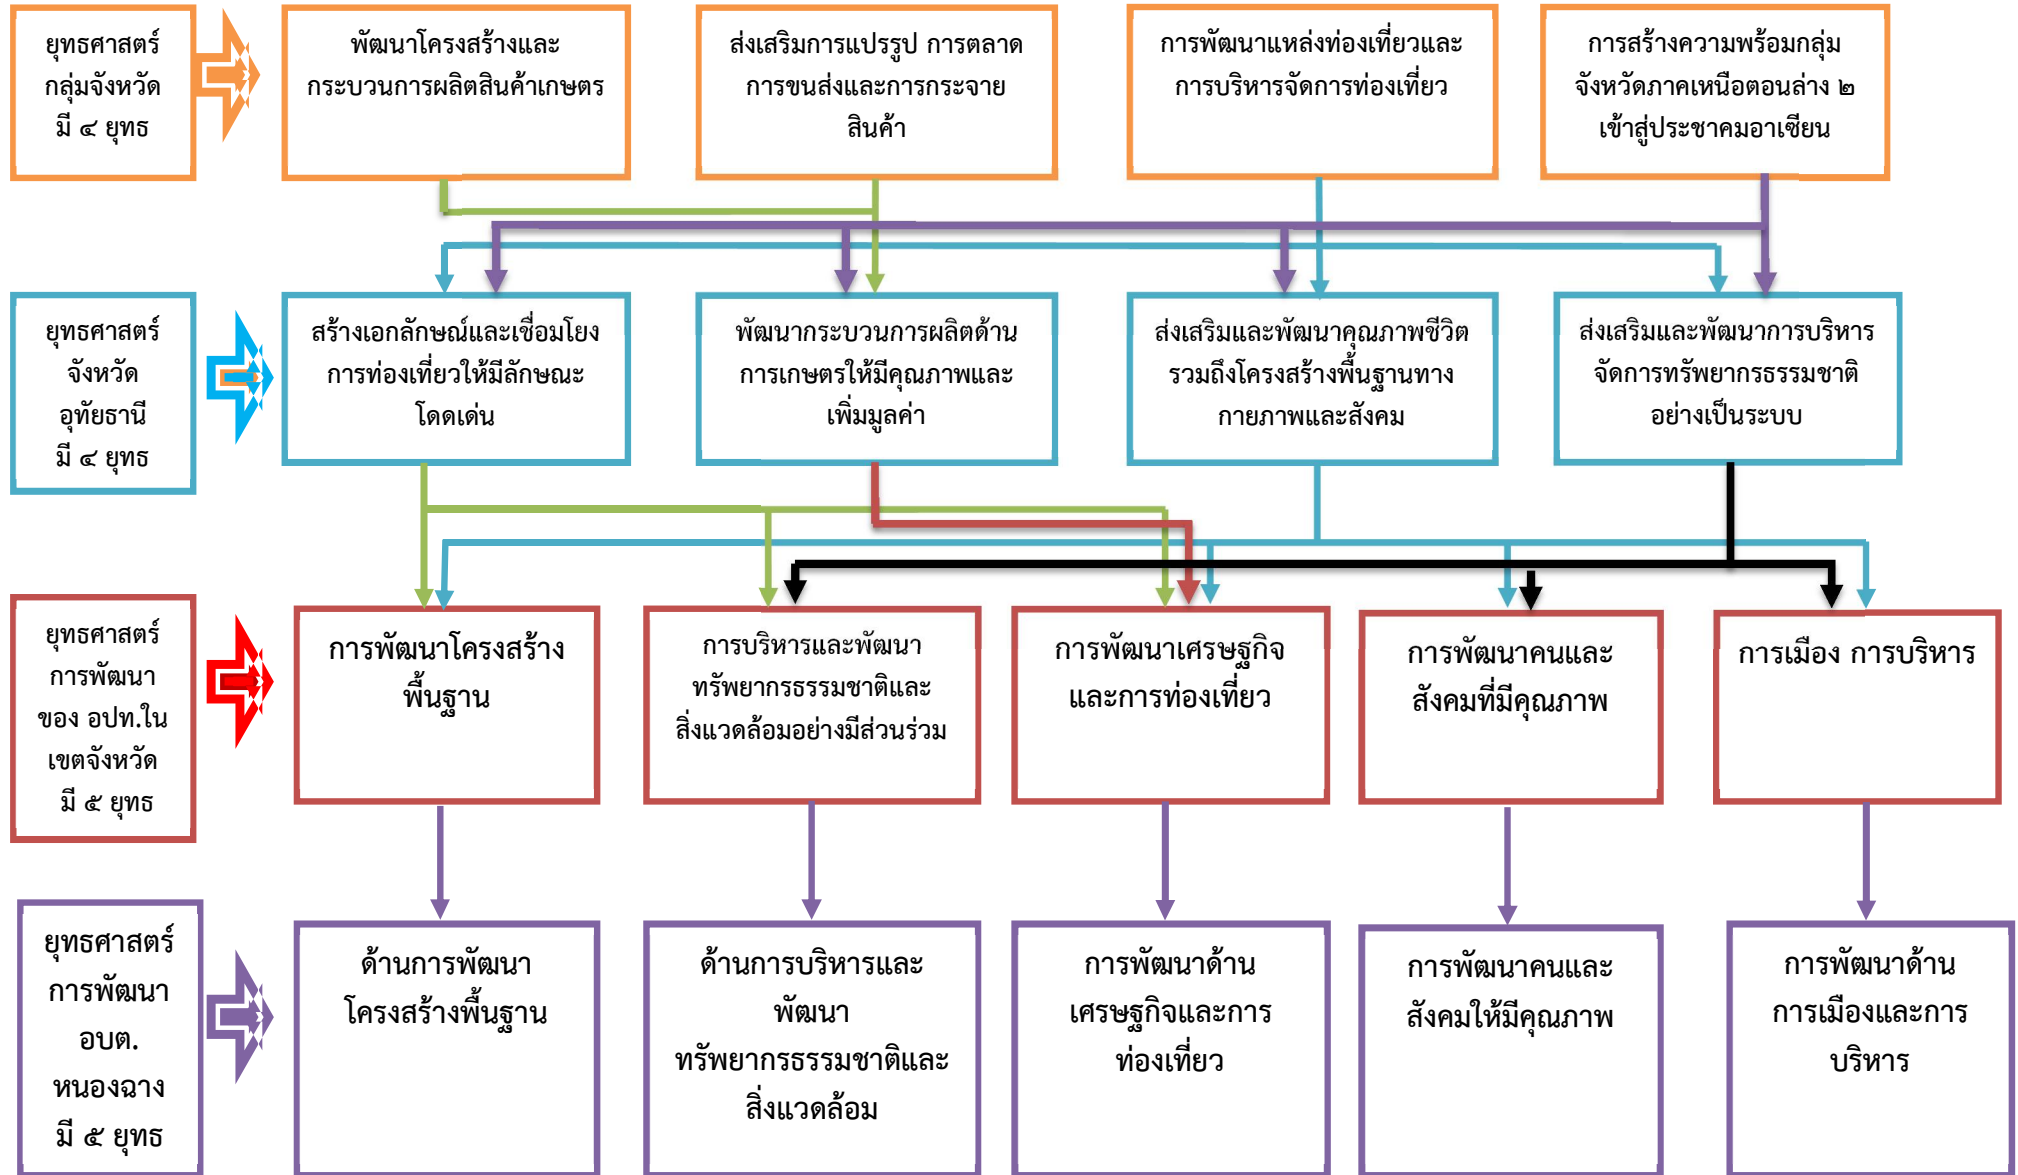 ยุทธศาสตร์
กลุ่มจังหวัด
มี ๔ ยุทธ
พัฒนาโครงสร้างและ
กระบวนการผลิตสินค้าเกษตร
ส่งเสริมการแปรรูป การตลาด
การขนส่งและการกระจาย
สินค้า
การพัฒนาแหล่งท่องเที่ยวและ
การบริหารจัดการท่องเที่ยว
การสร้างความพร้อมกลุ่ม
จังหวัดภาคเหนือตอนล่าง ๒
เข้าสู่ประชาคมอาเซียน
ยุทธศาสตร์
จังหวัด
อุทัยธานี
มี ๔ ยุทธ
สร้างเอกลักษณ์และเชื่อมโยง
การท่องเที่ยวให้มีลักษณะ
โดดเด่น
พัฒนากระบวนการผลิตด้าน
การเกษตรให้มีคุณภาพและ
เพิ่มมูลค่า
ส่งเสริมและพัฒนาคุณภาพชีวิต
รวมถึงโครงสร้างพื้นฐานทาง
กายภาพและสังคม
ส่งเสริมและพัฒนาการบริหาร
จัดการทรัพยากรธรรมชาติ
อย่างเป็นระบบ
ยุทธศาสตร์
การพัฒนา
ของ อปท.ใน
เขตจังหวัด
มี ๕ ยุทธ
การพัฒนาโครงสร้าง
พื้นฐาน
การบริหารและพัฒนา
ทรัพยากรธรรมชาติและ
สิ่งแวดล้อมอย่างมีส่วนร่วม
การพัฒนาเศรษฐกิจ
และการท่องเที่ยว
การพัฒนาคนและ
สังคมที่มีคุณภาพ
การเมือง การบริหาร
ยุทธศาสตร์
การพัฒนา
อบต.
หนองฉาง
มี ๕ ยุทธ
ด้านการพัฒนา
โครงสร้างพื้นฐาน
ด้านการบริหารและ
พัฒนา
ทรัพยากรธรรมชาติและ
สิ่งแวดล้อม
การพัฒนาด้าน
เศรษฐกิจและการ
ท่องเที่ยว
การพัฒนาคนและ
สังคมให้มีคุณภาพ
การพัฒนาด้าน
การเมืองและการ
บริหาร